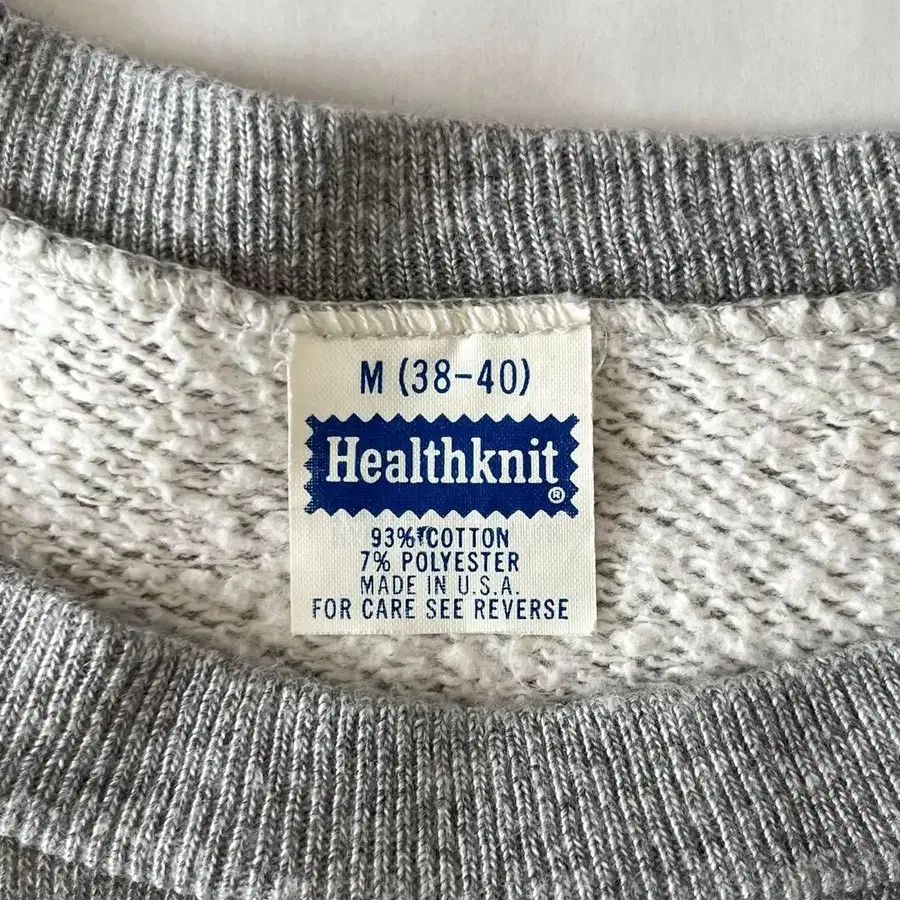 M (38-40)
Healthknit®
93% COTTON
7% POLYESTER
MADE IN U.S.A.
FOR CARE SEE REVERSE